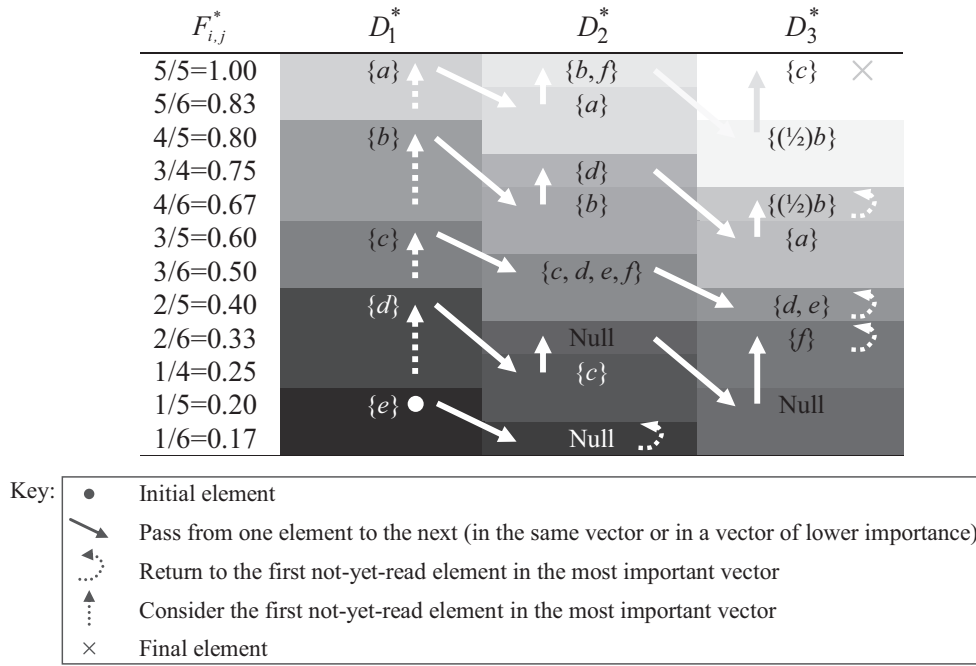 F*i,j D*1 D*2 D*3
5/5=1.00 {a} {b, f} {c} ×
5/6=0.83 {a}
4/5=0.80 {b} {(½)b}
3/4=0.75 {d}
4/6=0.67 {b} {(½)b}
3/5=0.60 {c} {a}
3/6=0.50 {c, d, e, f}
2/5=0.40 {d} {d, e}
2/6=0.33 Null {f}
1/4=0.25 {c}
1/5=0.20 {e} Null
1/6=0.17 Null
Key:
Initial element
Pass from one element to the next (in the same vector or in a vector of lower importance)
Return to the first not-yet-read element in the most important vector
Consider the first not-yet-read element in the most important vector
× Final element